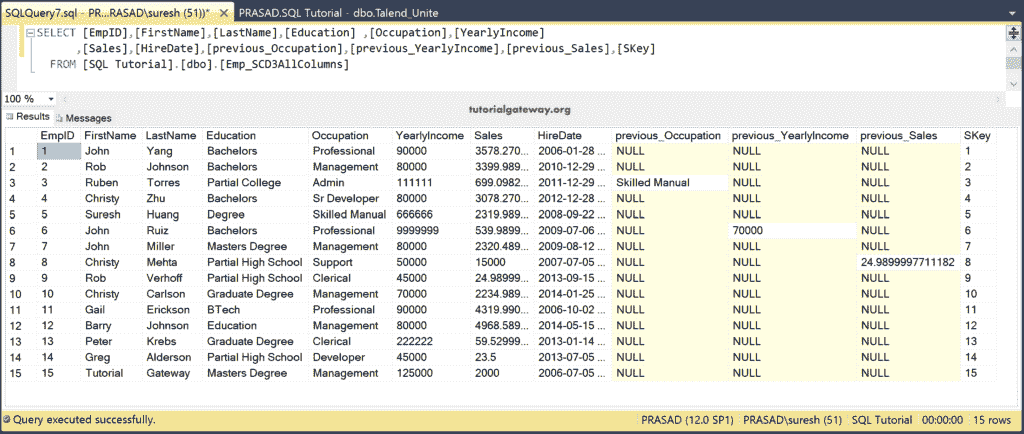 SQLQuery7.sql - PR...RASAD\suresh (51))* × PRASAD.SQL Tutorial - dbo.Talend_Unite
SELECT [EmpID],[FirstName],[LastName],[Education] ,[Occupation],[YearlyIncome]
,[Sales],[HireDate],[previous_Occupation],[previous_YearlyIncome],[previous_Sales],[SKey]
FROM [SQL Tutorial].[dbo].[Emp_SCD3AllColumns]
100 %
tutorialgateway.org
Results Messages
EmpID FirstName LastName Education Occupation YearlyIncome Sales HireDate previous_Occupation previous_YearlyIncome previous_Sales SKey
1 1 John Yang Bachelors Professional 90000 3578.270... 2006-01-28 ... NULL NULL NULL 1
2 2 Rob Johnson Bachelors Management 80000 3399.989... 2010-12-29 ... NULL NULL NULL 2
3 3 Ruben Torres Partial College Admin 111111 699.0982... 2011-12-29 ... Skilled Manual NULL NULL 3
4 4 Christy Zhu Bachelors Sr Developer 80000 3078.270... 2012-12-28 ... NULL NULL NULL 4
5 5 Suresh Huang Degree Skilled Manual 666666 2319.989... 2008-09-22 ... NULL NULL NULL 5
6 6 John Ruiz Bachelors Professional 9999999 539.9899... 2009-07-06 ... NULL 70000 NULL 6
7 7 John Miller Masters Degree Management 80000 2320.489... 2009-08-12 ... NULL NULL NULL 7
8 8 Christy Mehta Partial High School Support 50000 15000 2007-07-05 ... NULL NULL 24.9899997711182 8
9 9 Rob Verhoff Partial High School Clerical 45000 24.98999... 2013-09-15 ... NULL NULL NULL 9
10 10 Christy Carlson Graduate Degree Management 70000 2234.989... 2014-01-25 ... NULL NULL NULL 10
11 11 Gail Erickson BTech Professional 90000 4319.990... 2006-10-02 ... NULL NULL NULL 11
12 12 Barry Johnson Education Management 80000 4968.589... 2014-05-15 ... NULL NULL NULL 12
13 13 Peter Krebs Graduate Degree Clerical 222222 59.52999... 2013-01-14 ... NULL NULL NULL 13
14 14 Greg Alderson Partial High School Developer 45000 23.5 2013-07-05 ... NULL NULL NULL 14
15 15 Tutorial Gateway Masters Degree Management 125000 2000 2006-07-05 ... NULL NULL NULL 15
Query executed successfully. PRASAD (12.0 SP1) PRASAD\suresh (51) SQL Tutorial 00:00:00 15 rows